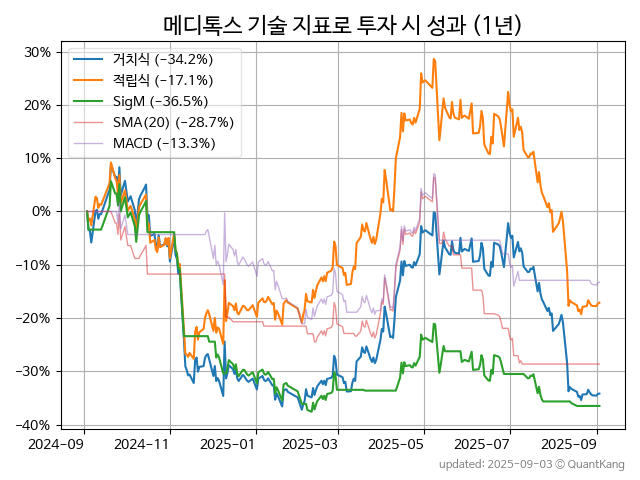 메디톡스 기술 지표로 투자 시 성과 (1년)
거치식 (−34.2%)
적립식 (−17.1%)
SigM (−36.5%)
SMA(20) (−28.7%)
MACD (−13.3%)
30%
20%
10%
0%
−10%
−20%
−30%
−40%
2024-09 2024-11 2025-01 2025-03 2025-05 2025-07 2025-09
updated: 2025-09-03 © QuantKang